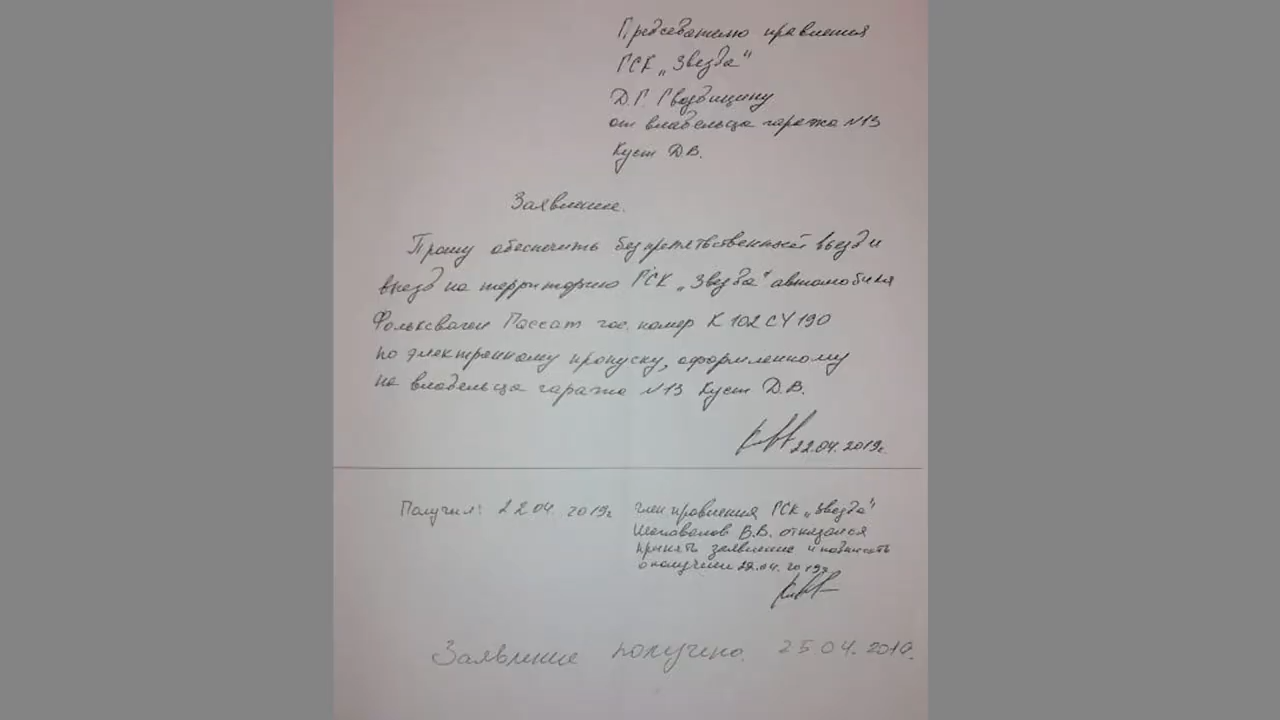 Председателю правления
ГСК „Звезда"
Д.Г. Гвоздицину
от владельца гаража №13
Куст Д.В.
Заявление.
Прошу обеспечить безпрепятственный въезд и
выезд на территорию ГСК „Звезда" автомобиля
Фольксваген Пассат гос. номер К 102 СУ 190
по электронному пропуску, оформленному
на владельца гаража №13 Куст Д.В.
22.04.2019г.
Получил: 22.04.2019г
член правления ГСК „Звезда"
Шаповалов В.В. отказался
принять заявление и подписать
о получении 22.04.2019г
Заявление получено. 25.04.2019.